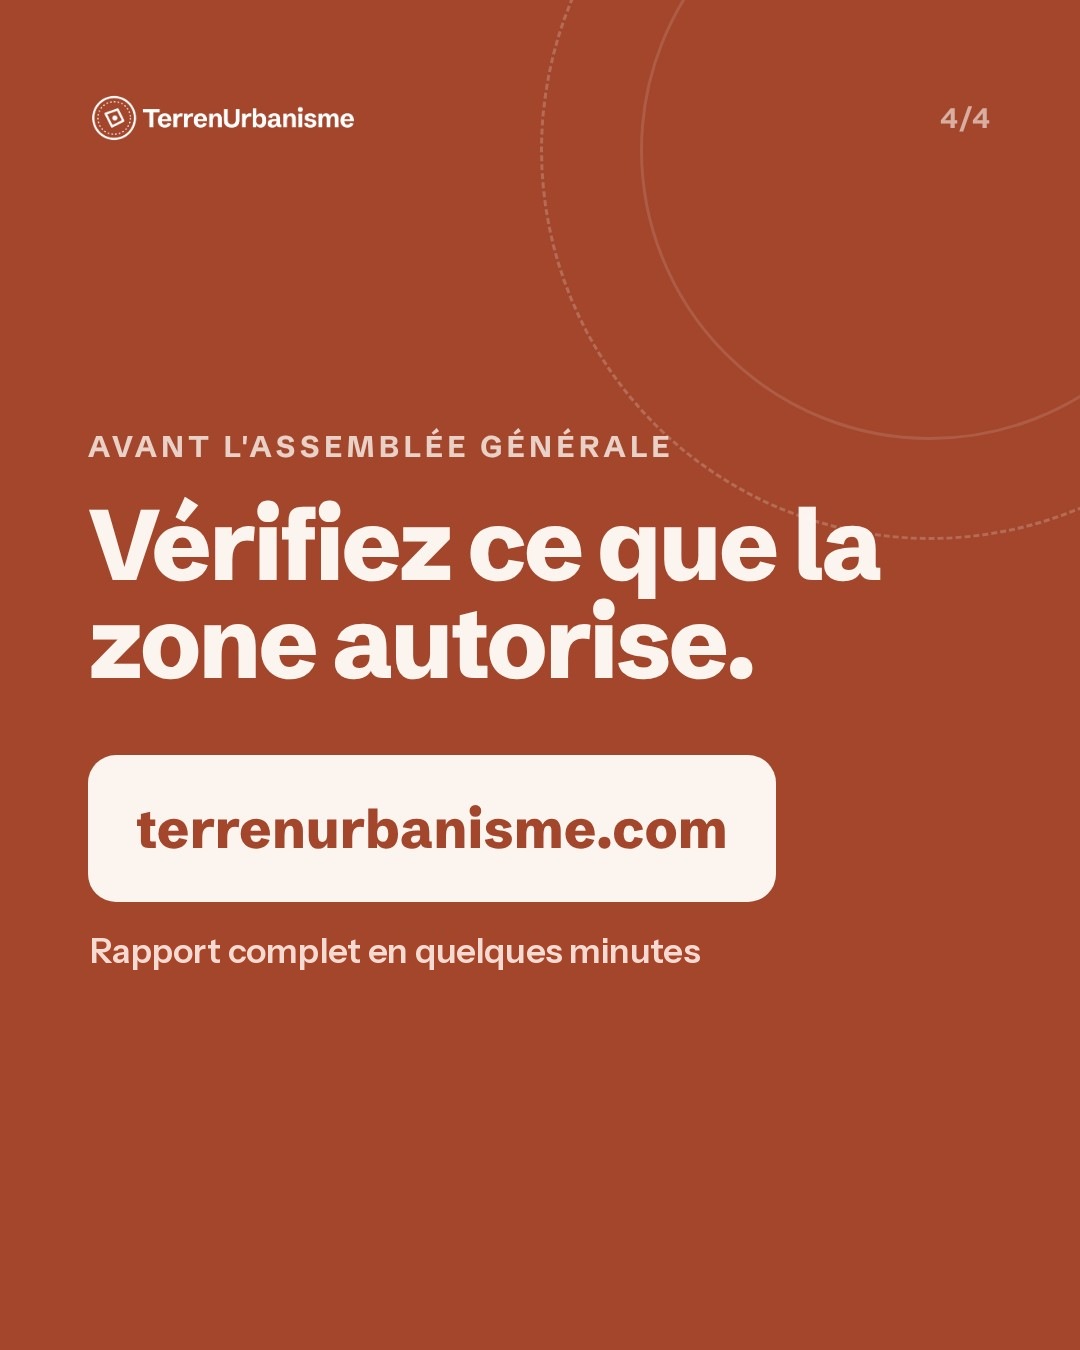 TerrenUrbanisme
4/4
AVANT L'ASSEMBLÉE GÉNÉRALE
Vérifiez ce que la
zone autorise.
terrenurbanisme.com
Rapport complet en quelques minutes